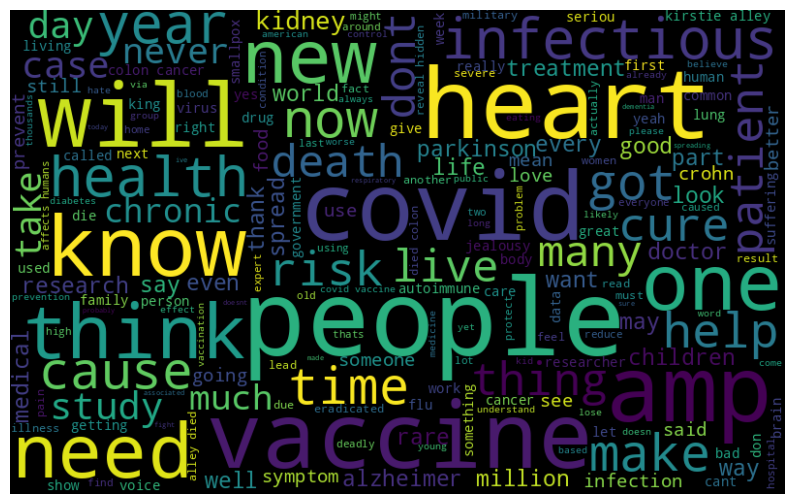 day
year
kidney
seriou
kirstie alley
might
around
military
week
living
never
new
infectious
case
colon cancer
smallpox
american
control
dont
really
treatment
first
believe
already
still
via
hate
blood
yes
world
condition
fact
always
reveal hidden
severe
human
thousands
king
virus
drug
will
group
heart
man
common
actually
dementia
patient
prevent
today
home
right
now
give
eating
yeah
lung
please
called
next
food
last
worse
parkinson
every
good
spreading
better
take
health
ive
death
life
mean
women
part
affects
humans
diabetes
respiratory
another
public
love
crohn
suffering
chronic
die
covid
got
look
everyone
thank
spread
government
use
two
long
likely
caused
great
cure
used
know
using
jealousy
body
problem
many
doctor
expert
result
research
say
even
risk
live
want
one
prevention
family
person
old
covid vaccine
autoimmune
care
data
read
must
may
medical
think
high
effect
vaccination
people
thats
protect
feel
reduce
word
sure
help
doesnt
yet
medicine
pain
cause
someone
lot
researcher
children
made
kid
come
associated
going
lead
time
work
thing
amp
study
much
due
eradicated
cancer
see
illness
getting
fight
flu
something
understand
lose
brain
alley died
vaccine
rare
deadly
young
based
let
doesn
don
said
bad
way
hospital
need
make
show
find
voice
well
symptom
alzheimer
million
infection
cant
died colon